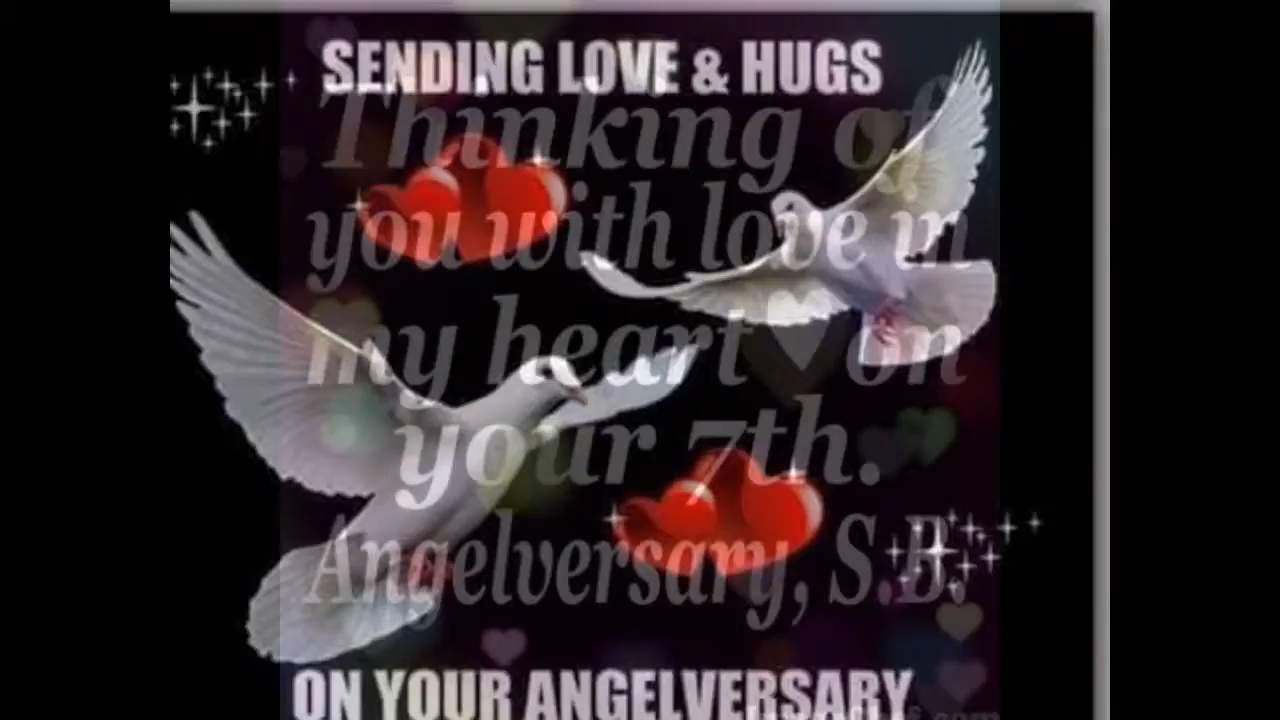 SENDING LOVE & HUGS
Thinking of
you with love in
my heart♥on
your 7th.
Angelversary, S.B.
ON YOUR ANGELVERSARY